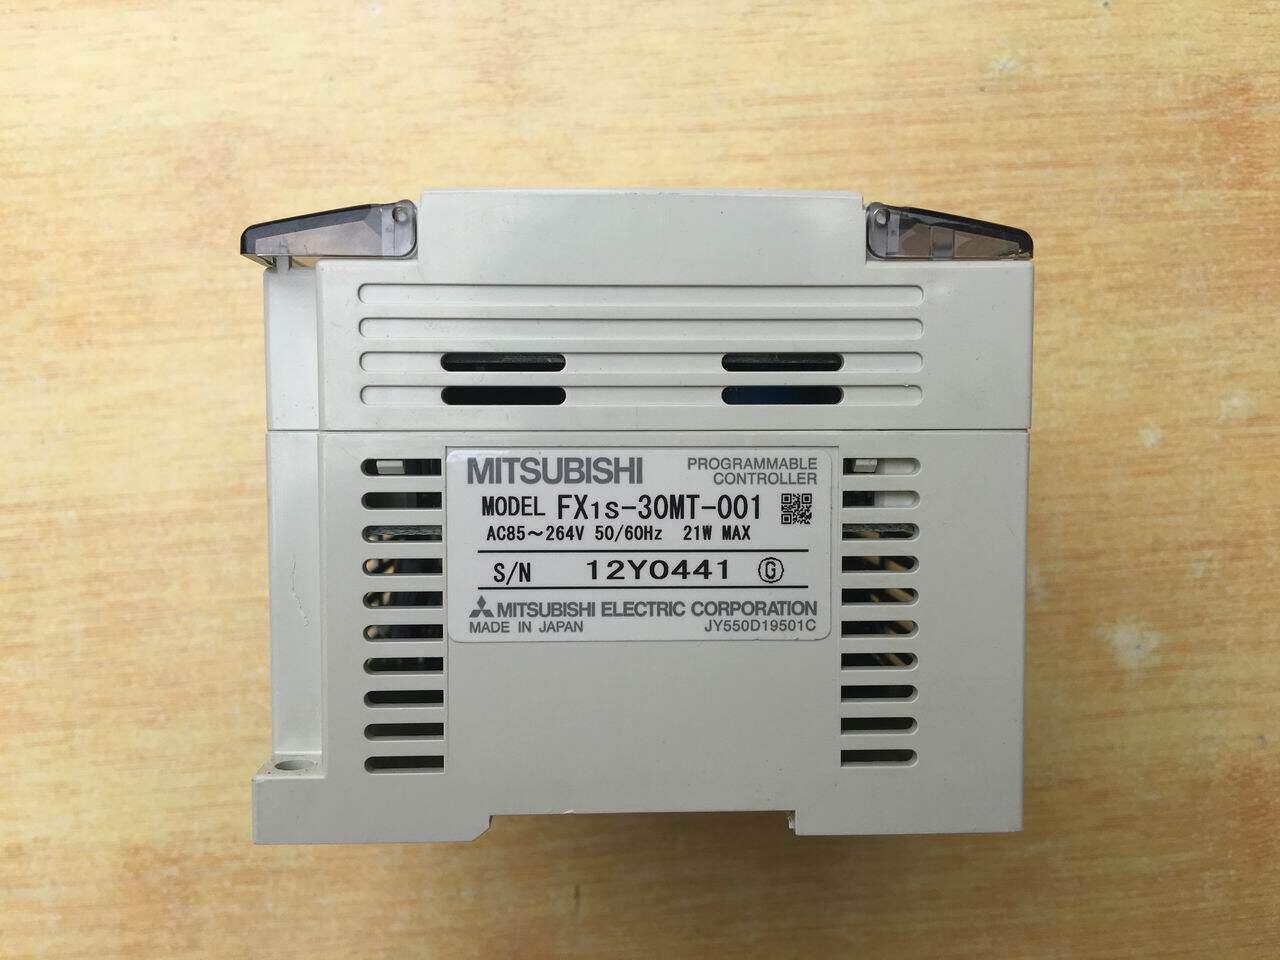 MITSUBISHI PROGRAMMABLE CONTROLLER
MODEL FX1S-30MT-001
AC85~264V 50/60Hz 21W MAX
S/N 12Y0441 G
MITSUBISHI ELECTRIC CORPORATION
MADE IN JAPAN JY550D19501C